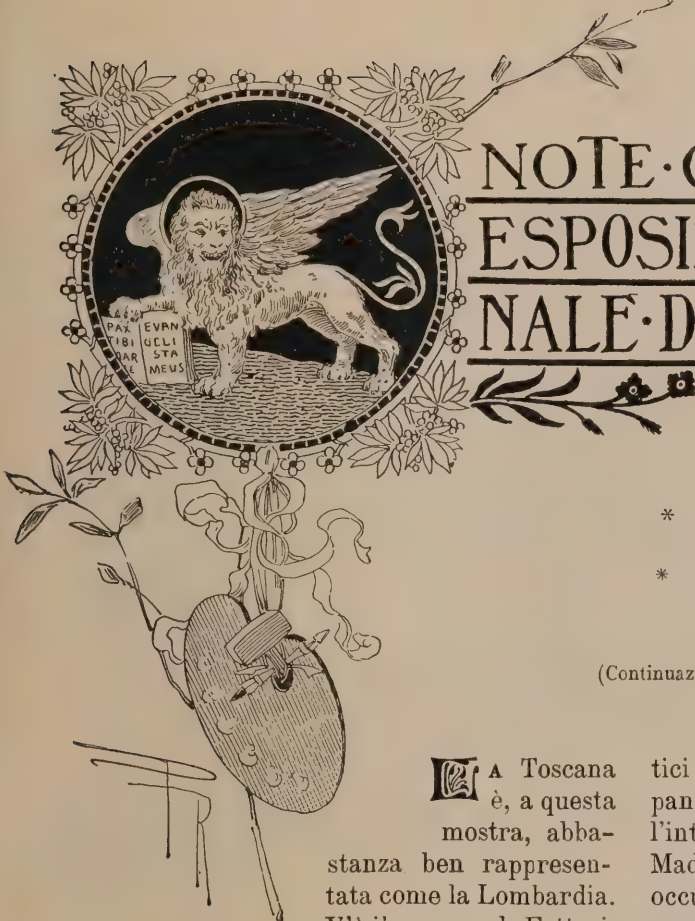 NOTE·
ESPOSI
NALE·D
PAX
TIBI
MAR
E
EVAN
GELI
STA
MEUS
*
*
(Continuaz
LA Toscana
è, a questa
mostra, abba-
stanza ben rappresen-
tata come la Lombardia.
tici
pan
l'int
Mad
occu